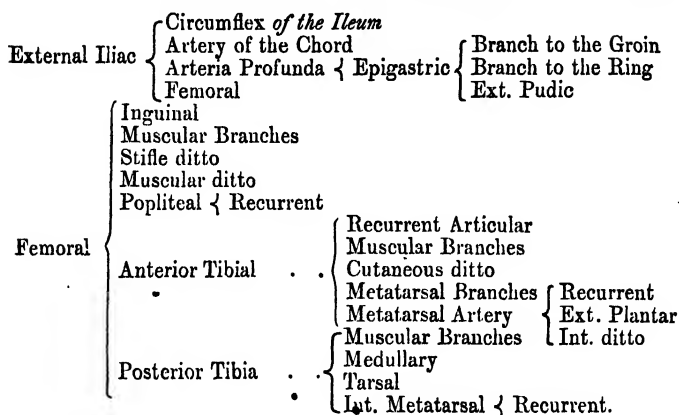 Circumflex of the Ileum
External Iliac Artery of the Chord
Arteria Profunda Epigastric Branch to the Groin
Branch to the Ring
Femoral Ext. Pudic
Inguinal
Muscular Branches
Stifle ditto
Muscular ditto
Popliteal { Recurrent
Femoral
Anterior Tibial . .
Recurrent Articular
Muscular Branches
Cutaneous ditto
Metatarsal Branches
Metatarsal Artery
Recurrent
Ext. Plantar
Int. ditto
Posterior Tibia . .
Muscular Branches
Medullary
Tarsal
Int. Metatarsal { Recurrent.